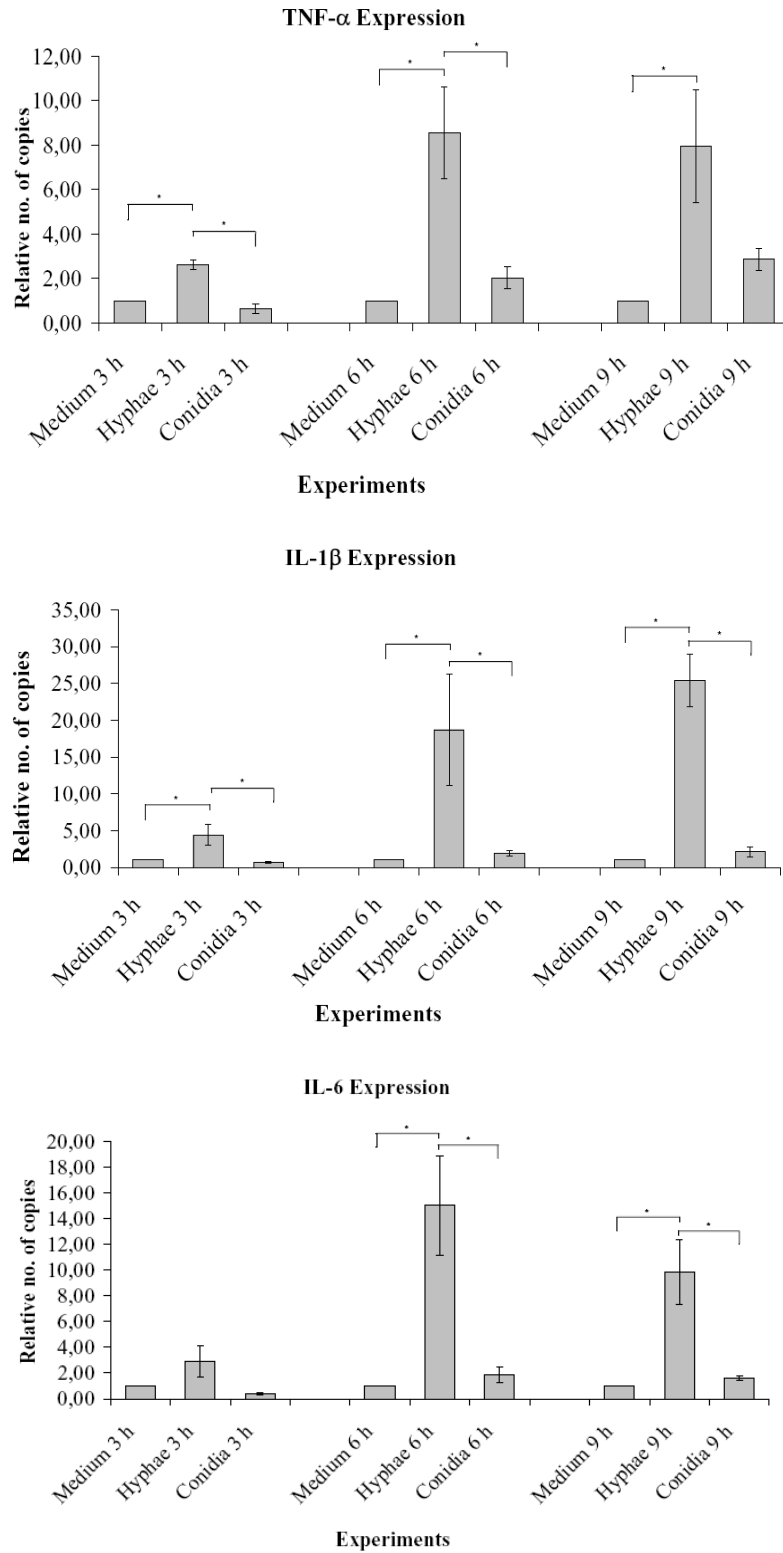 TNF-α Expression
Relative no. of copies
12,00
10,00
8,00
6,00
4,00
2,00
0,00
*
*
*
*
*
Medium 3 h
Hyphae 3 h
Conidia 3 h
Medium 6 h
Hyphae 6 h
Conidia 6 h
Medium 9 h
Hyphae 9 h
Conidia 9 h
Experiments
IL-1β Expression
Relative no. of copies
35,00
30,00
25,00
20,00
15,00
10,00
5,00
0,00
*
*
*
*
*
*
Medium 3 h
Hyphae 3 h
Conidia 3 h
Medium 6 h
Hyphae 6 h
Conidia 6 h
Medium 9 h
Hyphae 9 h
Conidia 9 h
Experiments
IL-6 Expression
Relative no. of copies
20,00
18,00
16,00
14,00
12,00
10,00
8,00
6,00
4,00
2,00
0,00
*
*
*
*
Medium 3 h
Hyphae 3 h
Conidia 3 h
Medium 6 h
Hyphae 6 h
Conidia 6 h
Medium 9 h
Hyphae 9 h
Conidia 9 h
Experiments